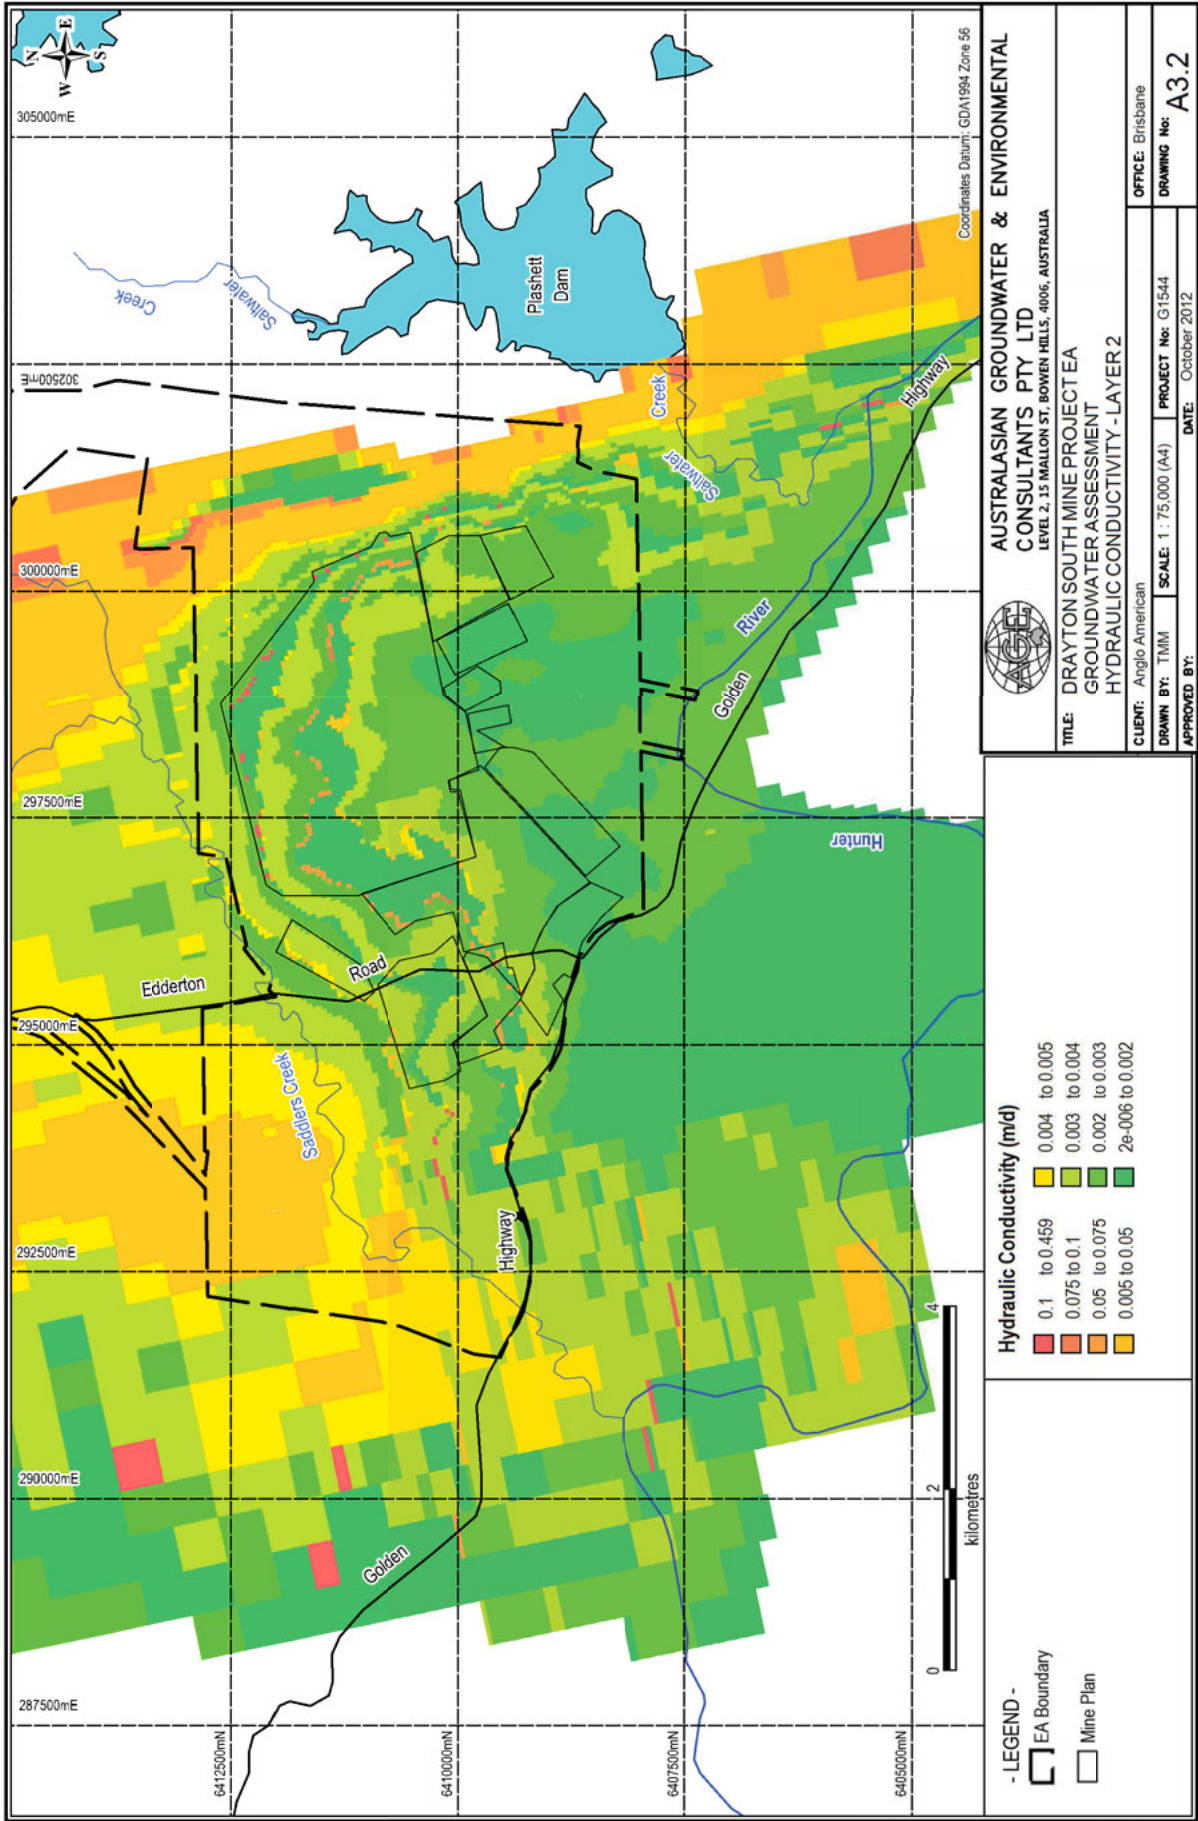 N
W
E
S
287500mE
290000mE
292500mE
295000mE
297500mE
300000mE
302500mE
305000mE
6412500mN
6410000mN
6407500mN
6405000mN
Edderton
Road
Saddlers Creek
Saltwater
Creek
Plashett
Dam
Saltwater
Creek
Golden
Highway
Golden
Highway
Hunter
River
Coordinates Datum: GDA1994 Zone 56
0
2
4
kilometres
- LEGEND -
EA Boundary
Mine Plan
Hydraulic Conductivity (m/d)
0.1 to 0.459
0.075 to 0.1
0.05 to 0.075
0.005 to 0.05
0.004 to 0.005
0.003 to 0.004
0.002 to 0.003
2e-006 to 0.002
AGE
AUSTRALASIAN GROUNDWATER & ENVIRONMENTAL
CONSULTANTS PTY LTD
LEVEL 2, 15 MALLON ST, BOWEN HILLS, 4006, AUSTRALIA
TITLE: DRAYTON SOUTH MINE PROJECT EA
GROUNDWATER ASSESSMENT
HYDRAULIC CONDUCTIVITY - LAYER 2
CLIENT: Anglo American
OFFICE: Brisbane
DRAWN BY: TMM
SCALE: 1 : 75,000 (A4)
PROJECT No: G1544
DRAWING No: A3.2
APPROVED BY:
DATE: October 2012